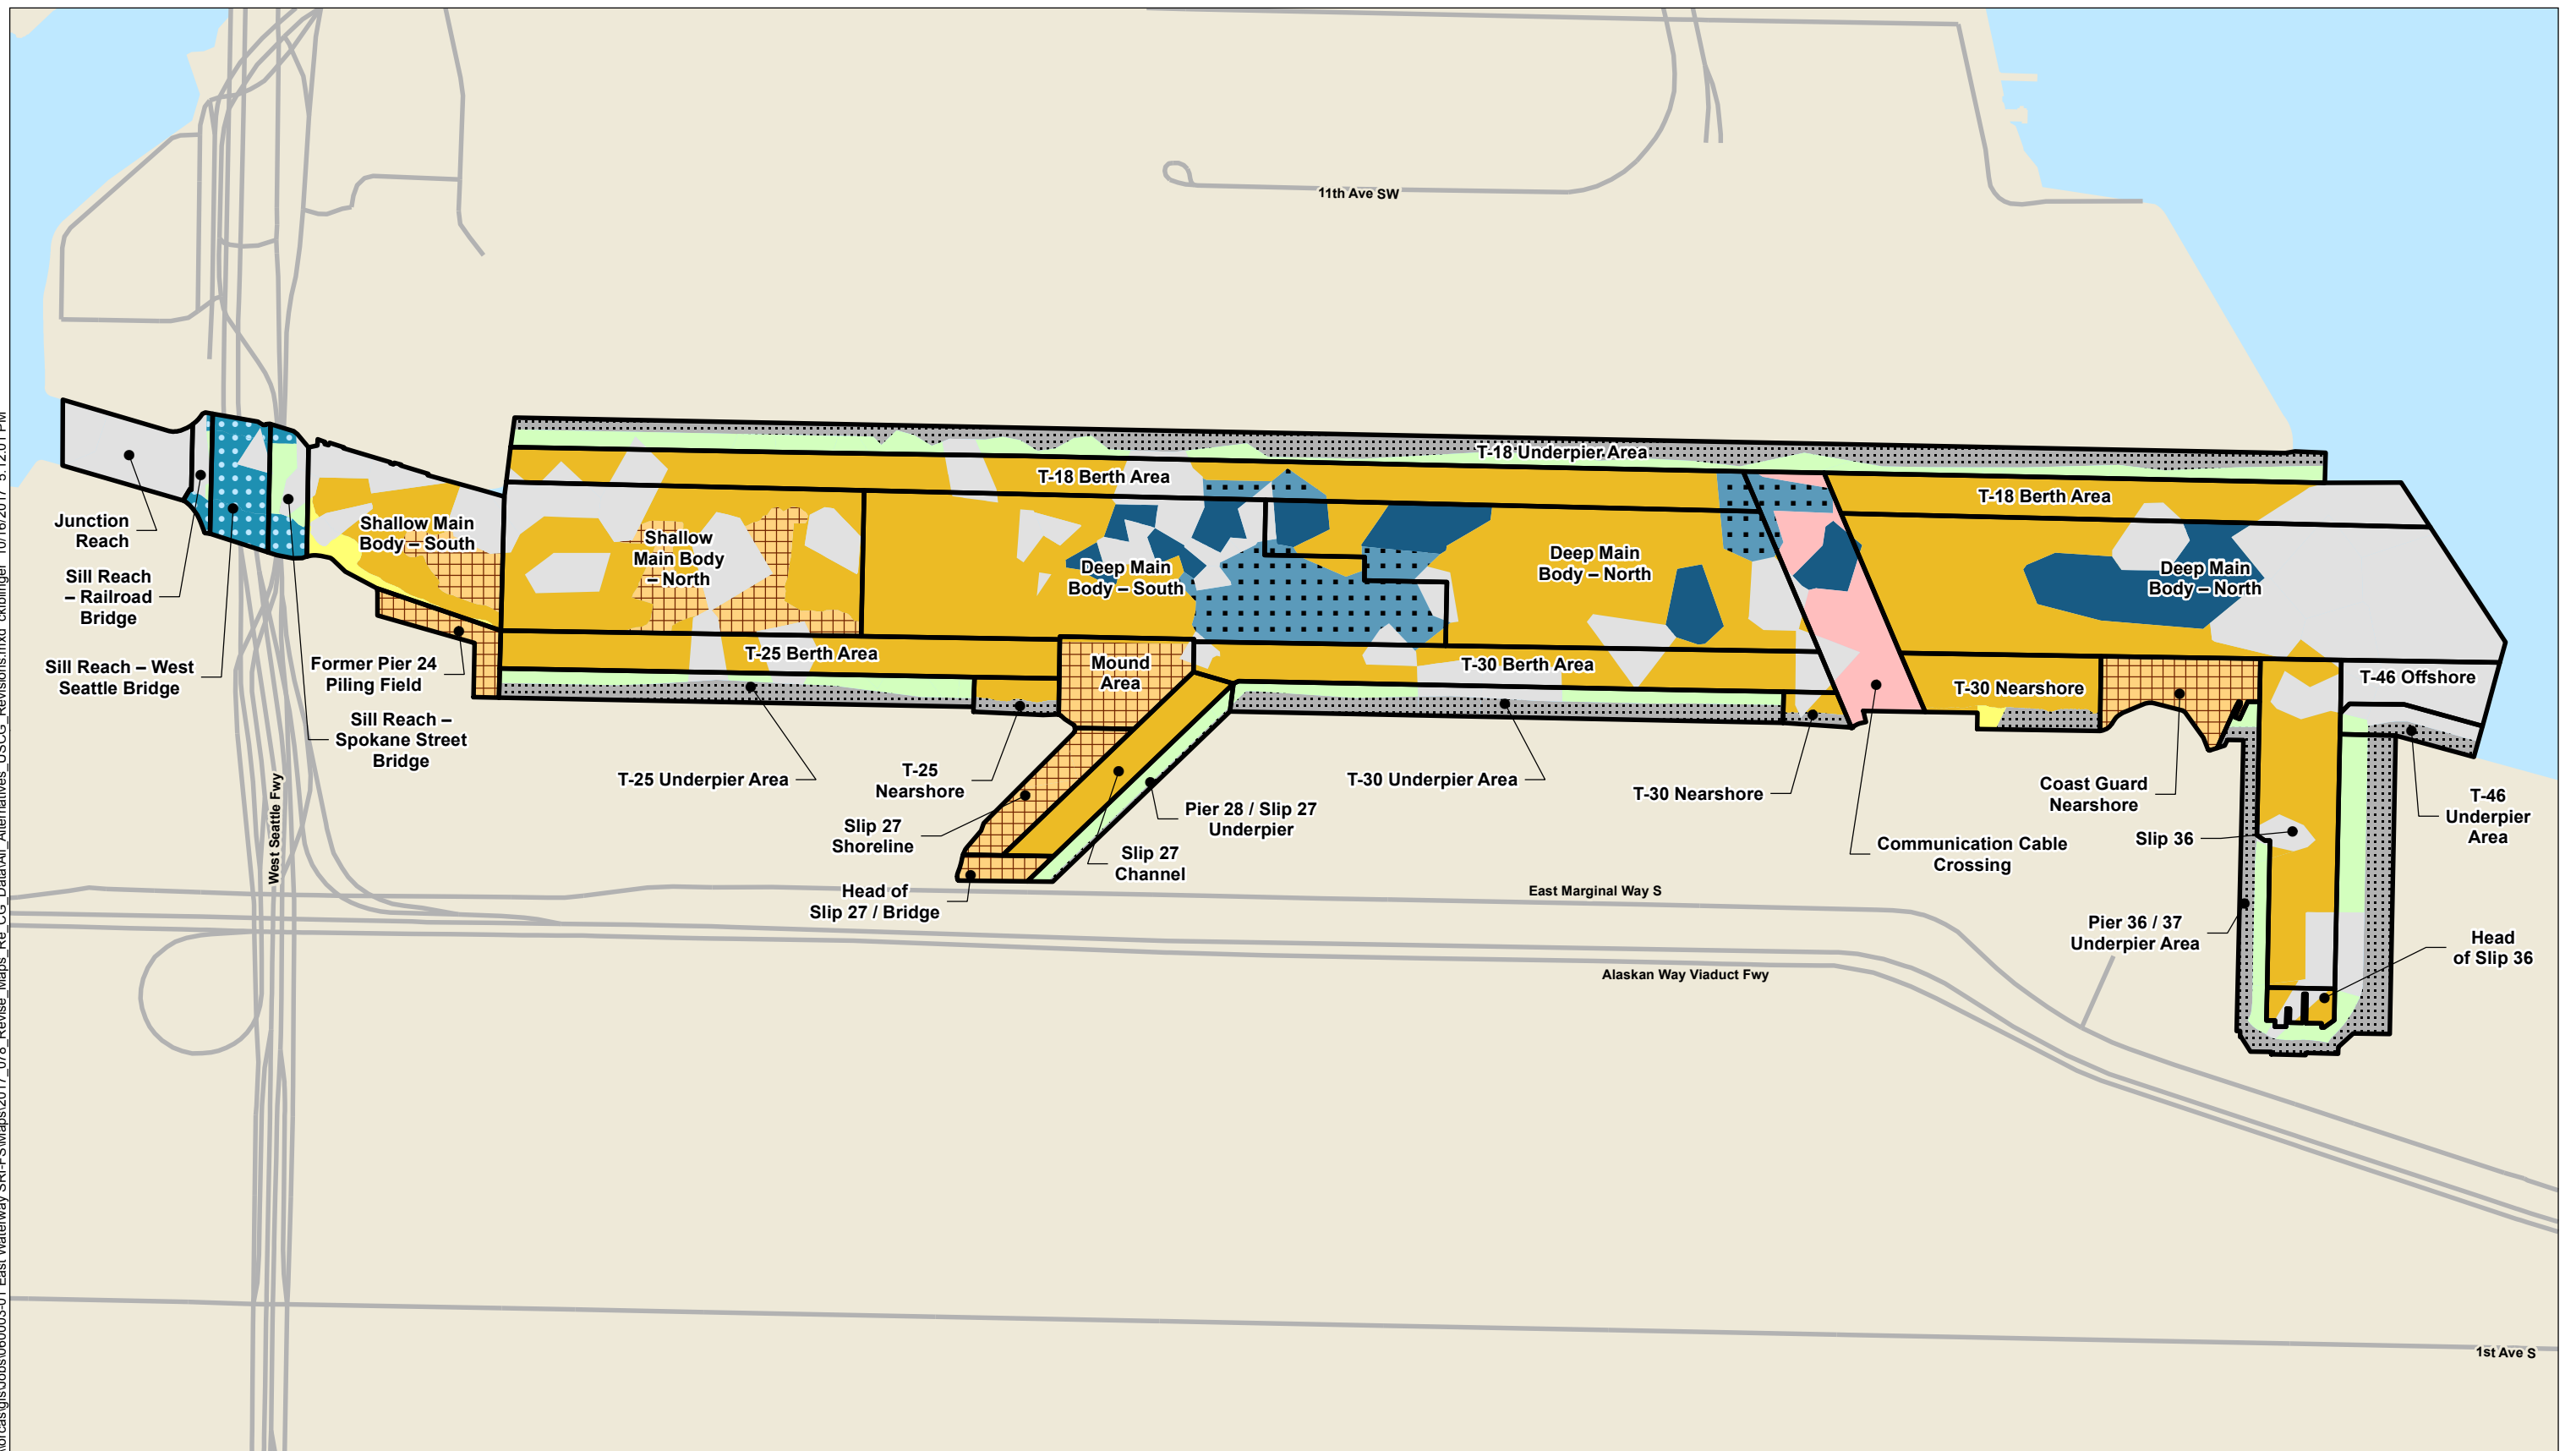 11th Ave SW
T-18 Underpier Area
T-18 Berth Area
T-18 Berth Area
Junction
Reach
Sill Reach
– Railroad
Bridge
Sill Reach – West
Seattle Bridge
Shallow Main
Body – South
Shallow
Main Body
– North
Deep Main
Body – South
Deep Main
Body – North
Deep Main
Body – North
Former Pier 24
Piling Field
Sill Reach –
Spokane Street
Bridge
T-25 Berth Area
Mound
Area
T-30 Berth Area
T-30 Nearshore
T-46 Offshore
T-25 Underpier Area
T-25
Nearshore
Slip 27
Shoreline
Head of
Slip 27 / Bridge
Pier 28 / Slip 27
Underpier
Slip 27
Channel
T-30 Underpier Area
T-30 Nearshore
Communication Cable
Crossing
Coast Guard
Nearshore
Slip 36
T-46
Underpier
Area
Pier 36 / 37
Underpier Area
Head
of Slip 36
West Seattle Fwy
East Marginal Way S
Alaskan Way Viaduct Fwy
1st Ave S